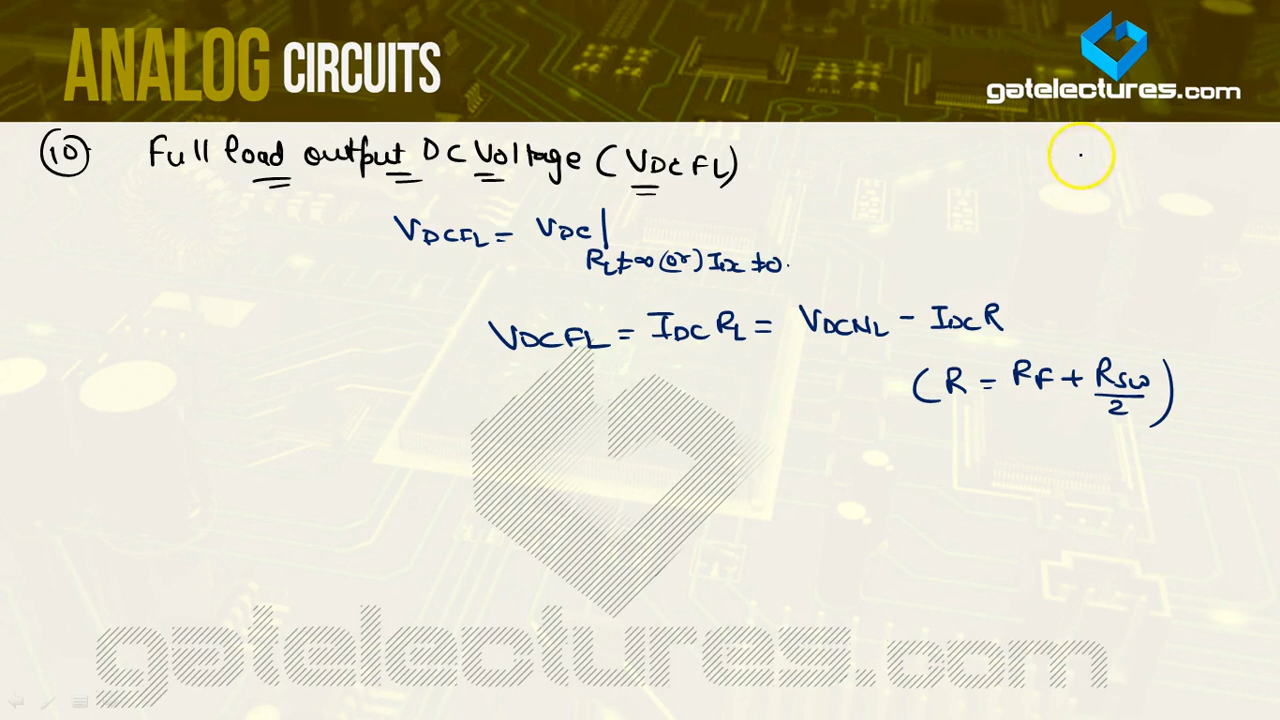 ANALOG CIRCUITS
gatelectures.com
(10) Full load output DC Voltage (VDCFL)
VDCFL = VDC |
RL≠∞ (or) IDC ≠0.
VDCFL = IDC RL = VDCNL - IDC R
(R = RF + RSW/2)
gatelectures.com